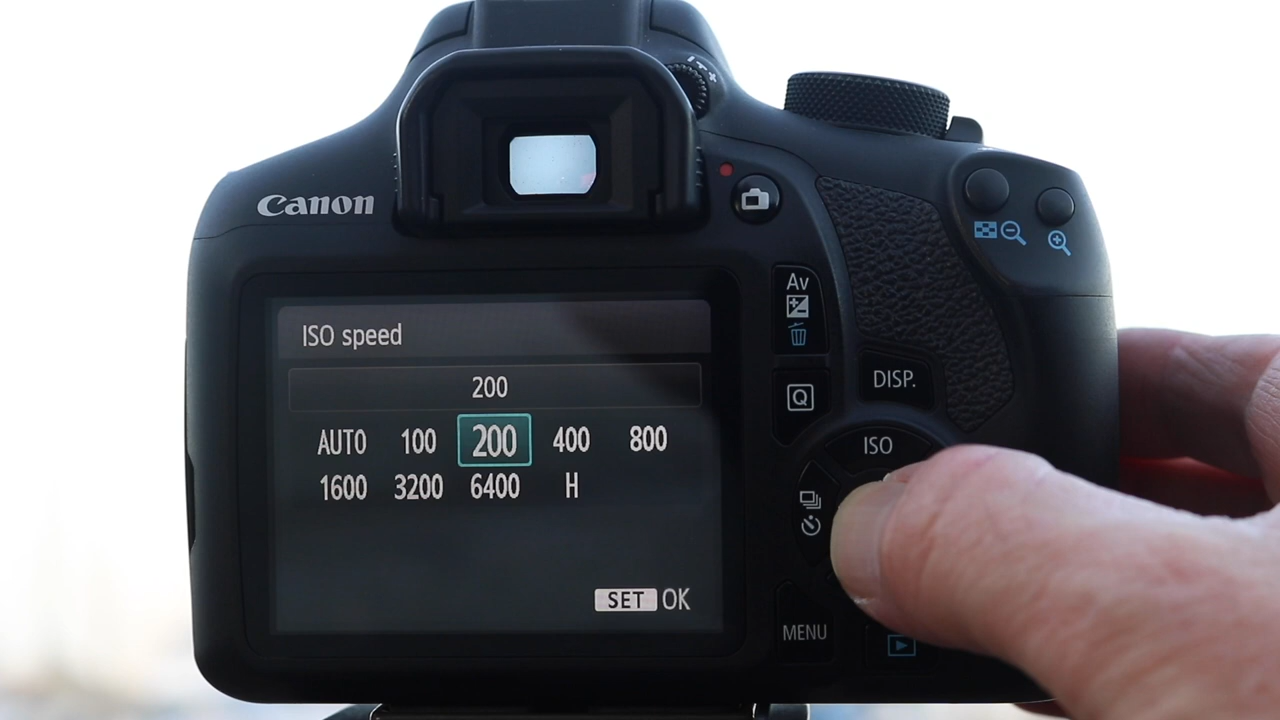 Canon
Av
ISO speed
200
AUTO 100 200 400 800
1600 3200 6400 H
SET OK
Q
DISP.
ISO
MENU